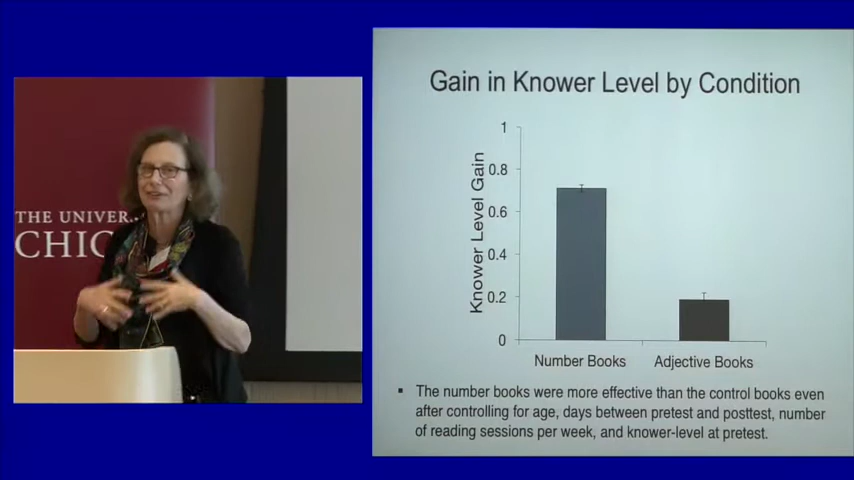 THE UNIVER
CHIC
Gain in Knower Level by Condition
Knower Level Gain
1
0.8
0.6
0.4
0.2
0
Number Books
Adjective Books
▪ The number books were more effective than the control books even
after controlling for age, days between pretest and posttest, number
of reading sessions per week, and knower-level at pretest.